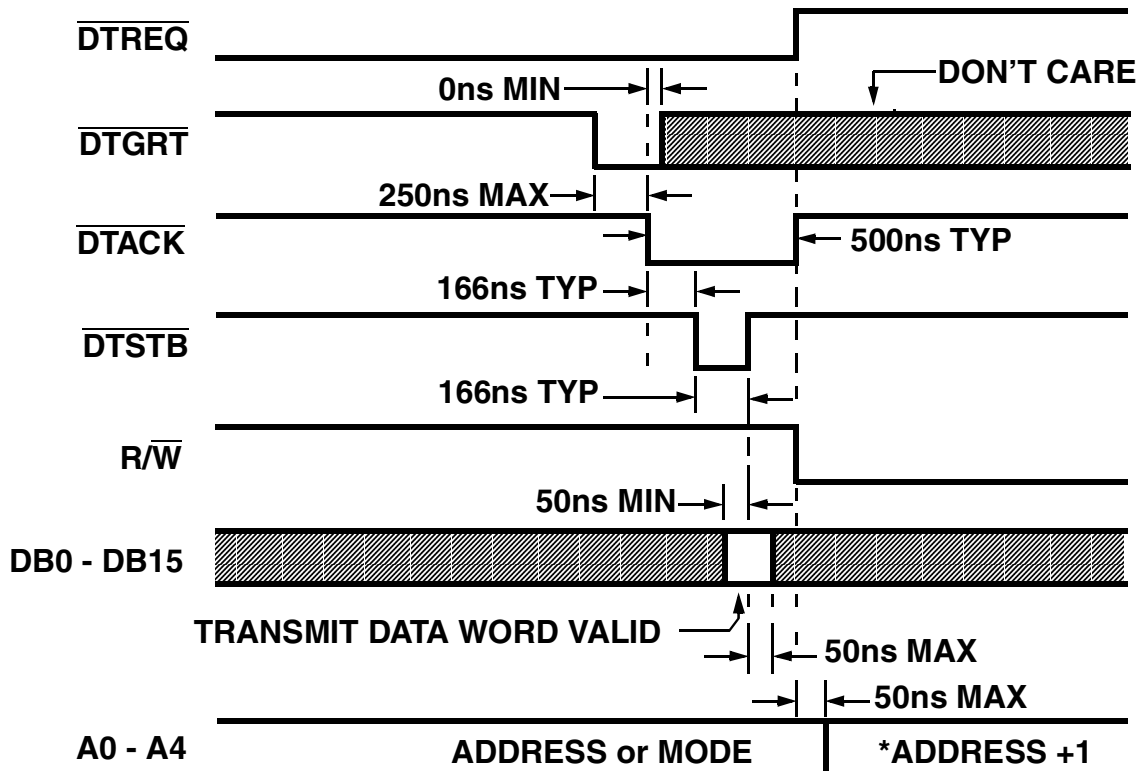 DTREQ
DON'T CARE
0ns MIN
DTGRT
250ns MAX
DTACK
500ns TYP
166ns TYP
DTSTB
166ns TYP
R/W
50ns MIN
DB0 - DB15
TRANSMIT DATA WORD VALID
50ns MAX
50ns MAX
A0 - A4
ADDRESS or MODE
*ADDRESS +1